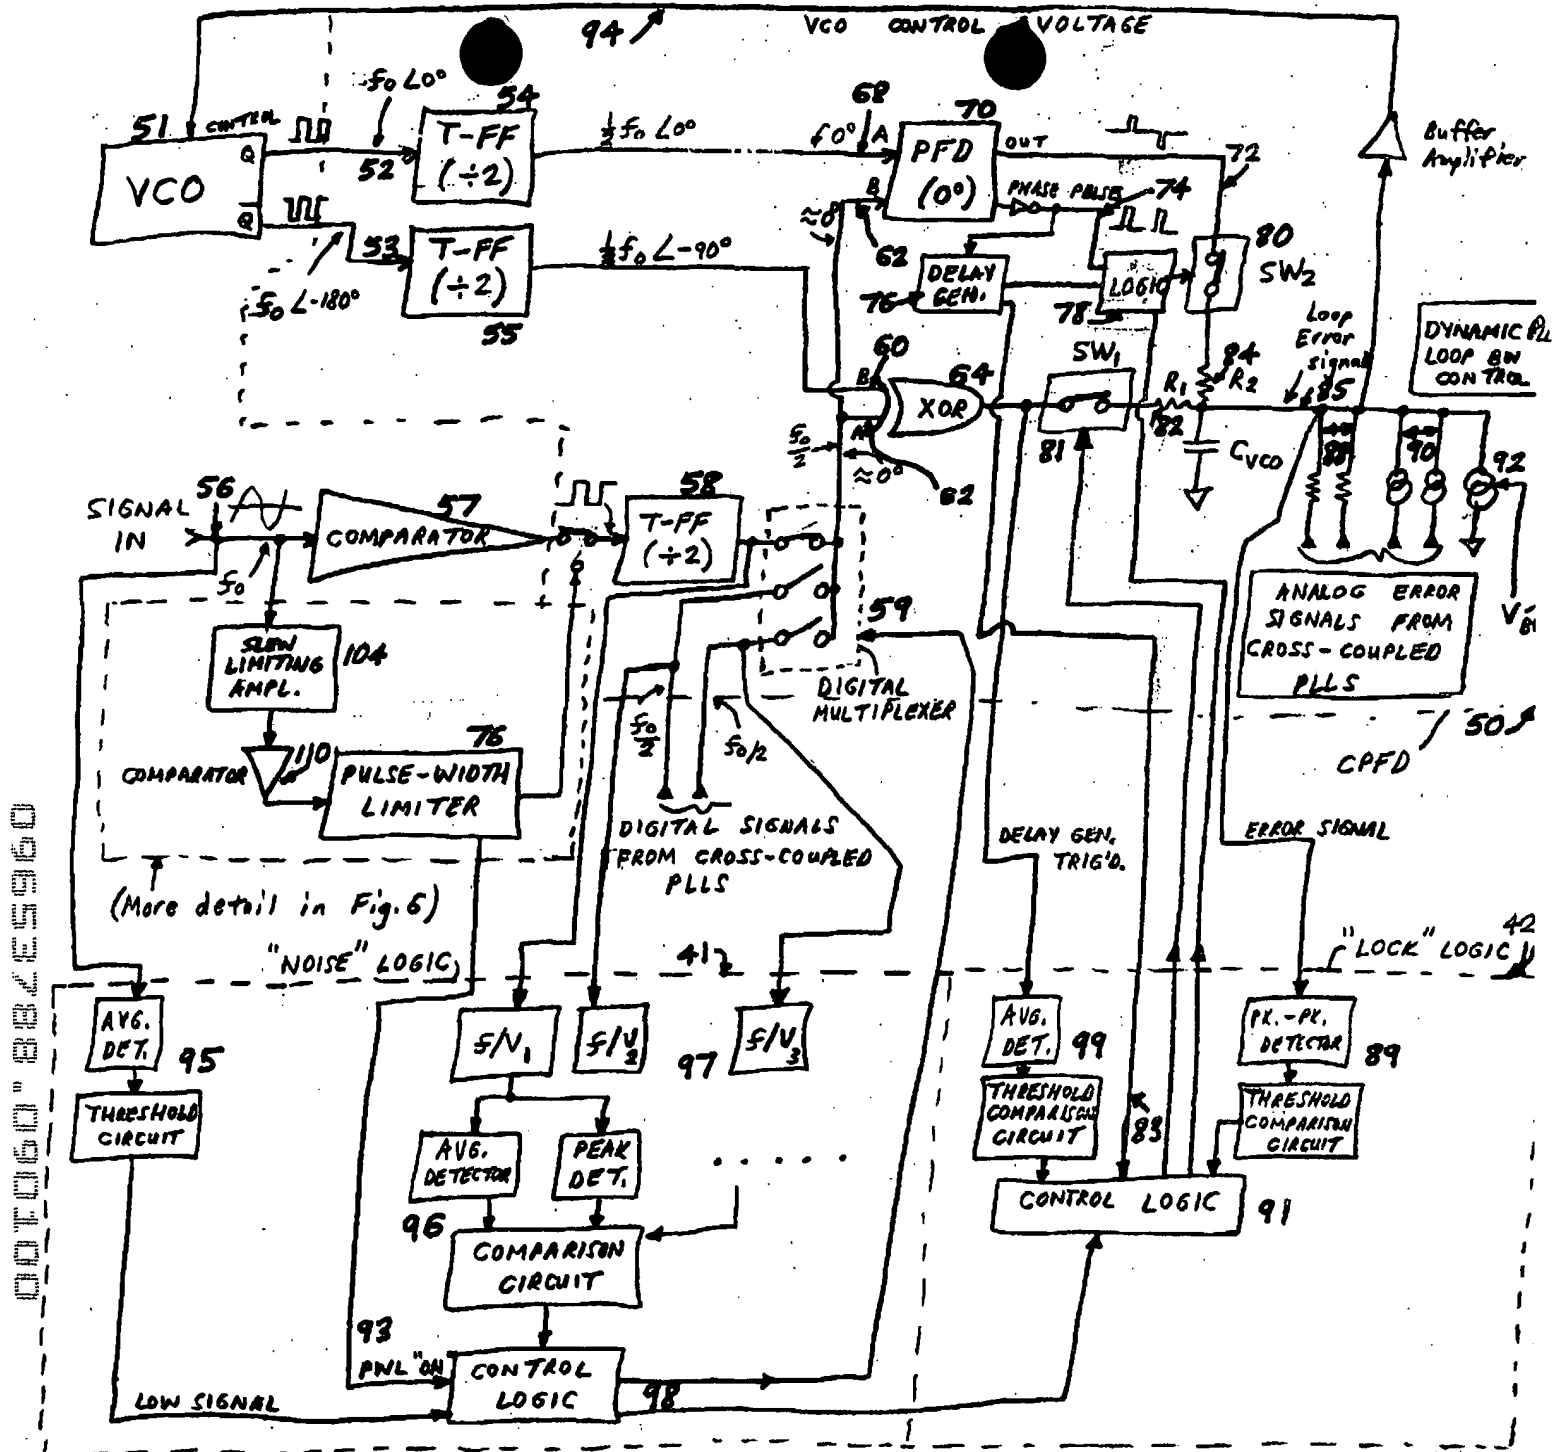 94
VCO CONTROL VOLTAGE
f₀ ∠0°
51
CONTROL
54
68
70
VCO
Q
Q̅
52
T-FF
(÷2)
½f₀ ∠0°
f 0°
A
PFD
(0°)
OUT
B
PHASE PULSE
74
72
Buffer
Amplifier
53
T-FF
(÷2)
55
½f₀ ∠-90°
f₀ ∠-180°
≈0°
62
DELAY
GEN.
76
LOGIC
78
80
SW₂
Loop
Error
signal
DYNAMIC PLL
LOOP BW
CONTROL
60
B
XOR
64
A
SW₁
81
R₁
82
84
R₂
85
C VCO
88
90
92
f₀/2
≈0°
62
SIGNAL
IN
56
f₀
57
COMPARATOR
58
T-FF
(÷2)
59
DIGITAL
MULTIPLEXER
ANALOG ERROR
SIGNALS FROM
CROSS-COUPLED
PLLS
50
CPFD
SLEW
LIMITING
AMPL.
104
COMPARATOR
110
76
PULSE-WIDTH
LIMITER
f₀/2
f₀/2
DIGITAL SIGNALS
FROM CROSS-COUPLED
PLLS
DELAY GEN.
TRIG'D.
ERROR SIGNAL
(More detail in Fig. 6)
"NOISE" LOGIC
41
"LOCK" LOGIC
42
AVG.
DET.
95
THRESHOLD
CIRCUIT
f/V₁
f/V₂
97
f/V₃
AVG.
DET.
99
THRESHOLD
COMPARISON
CIRCUIT
83
PK.-PK.
DETECTOR
89
THRESHOLD
COMPARISON
CIRCUIT
AVG.
DETECTOR
PEAK
DET.
96
COMPARISON
CIRCUIT
CONTROL LOGIC
91
93
PWL "ON"
CONTROL
LOGIC
98
LOW SIGNAL
09653788.090100